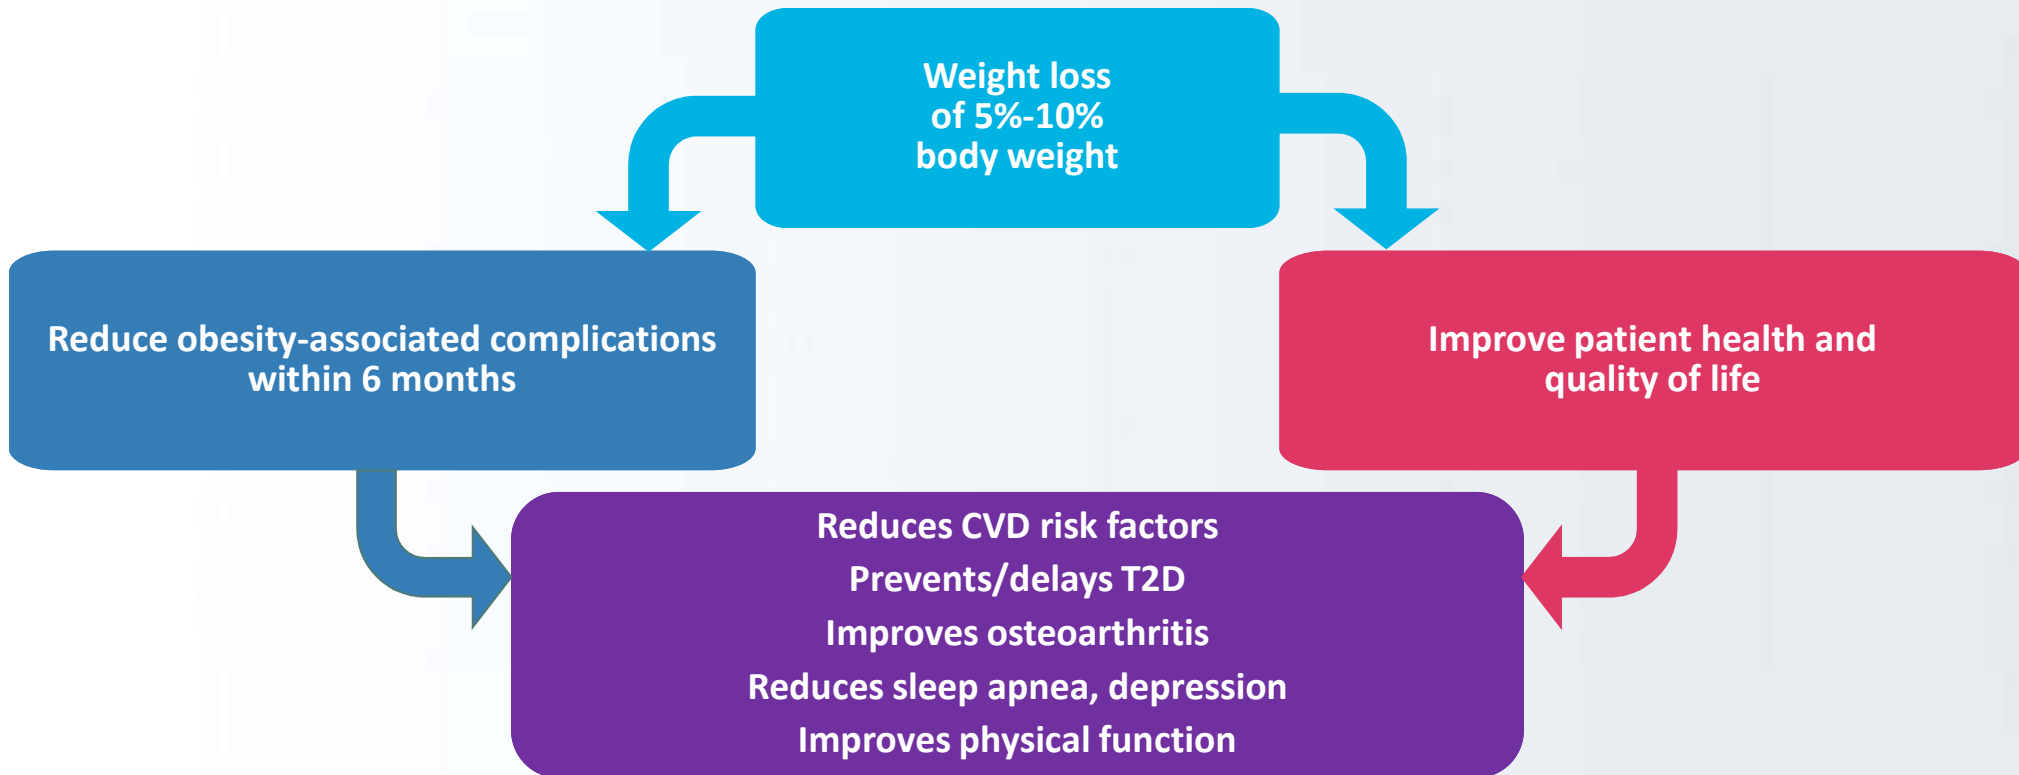 Weight loss
of 5%-10%
body weight
Reduce obesity-associated complications
within 6 months
Improve patient health and
quality of life
Reduces CVD risk factors
Prevents/delays T2D
Improves osteoarthritis
Reduces sleep apnea, depression
Improves physical function